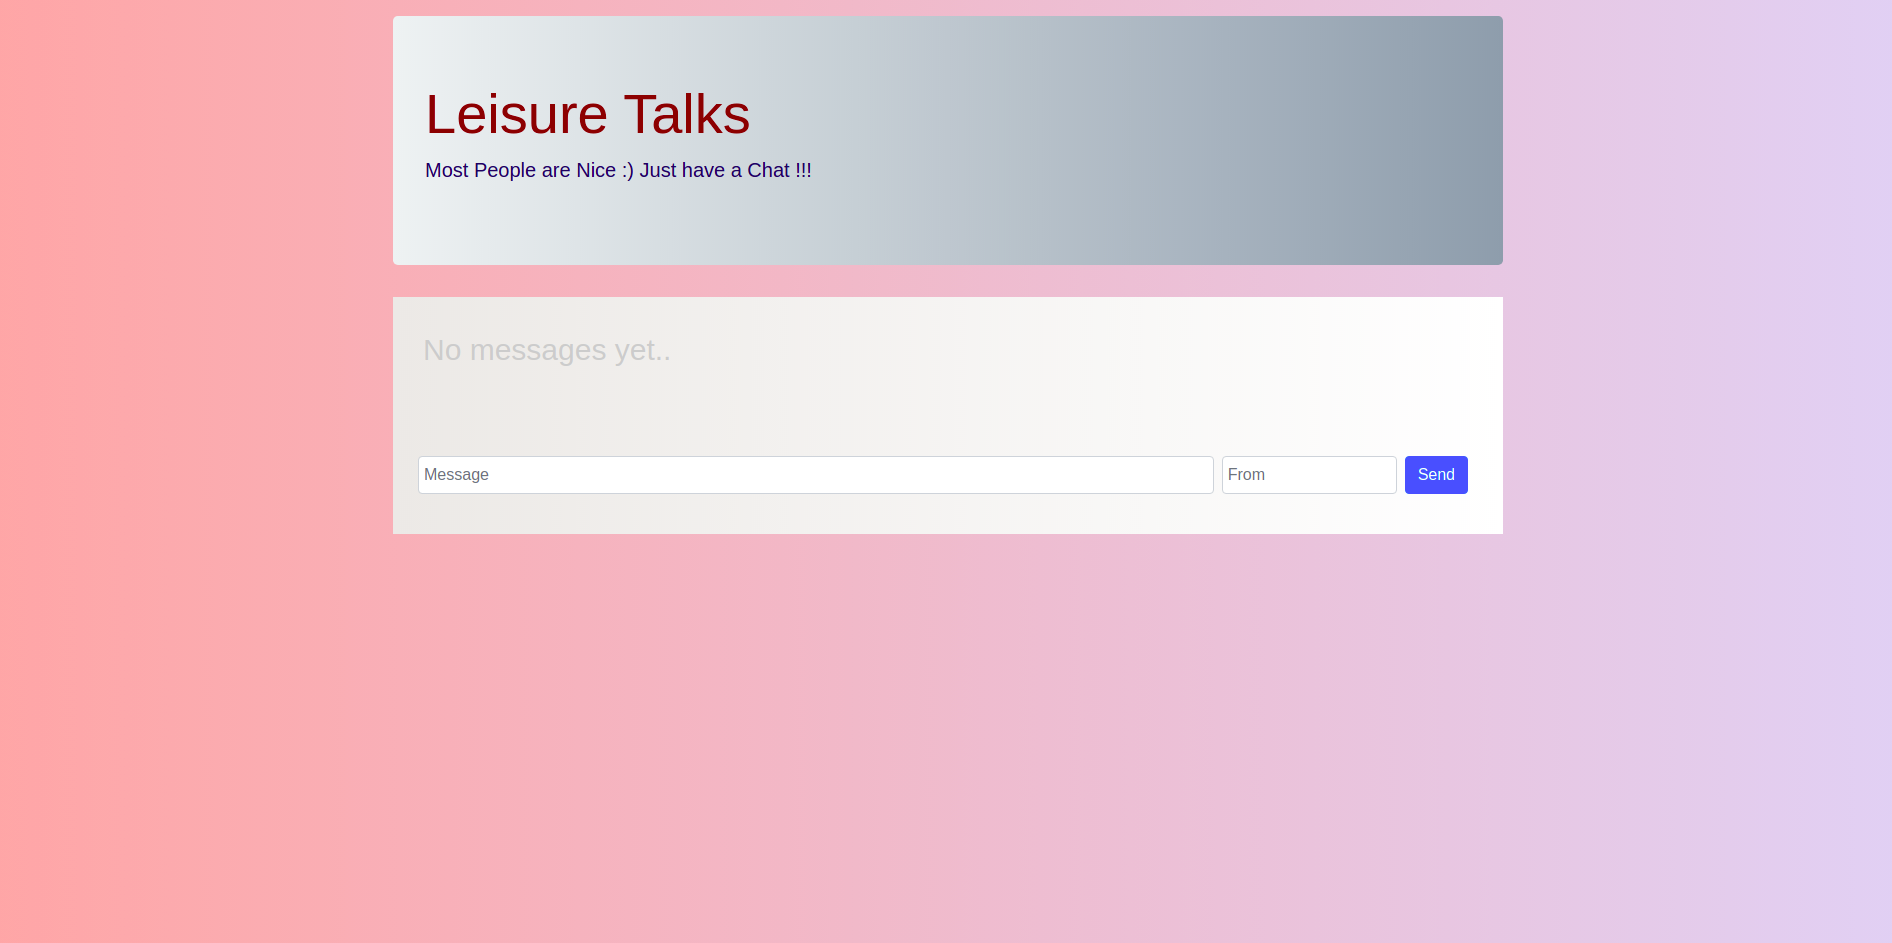 Leisure Talks
Most People are Nice :) Just have a Chat !!!
No messages yet..
Message From Send